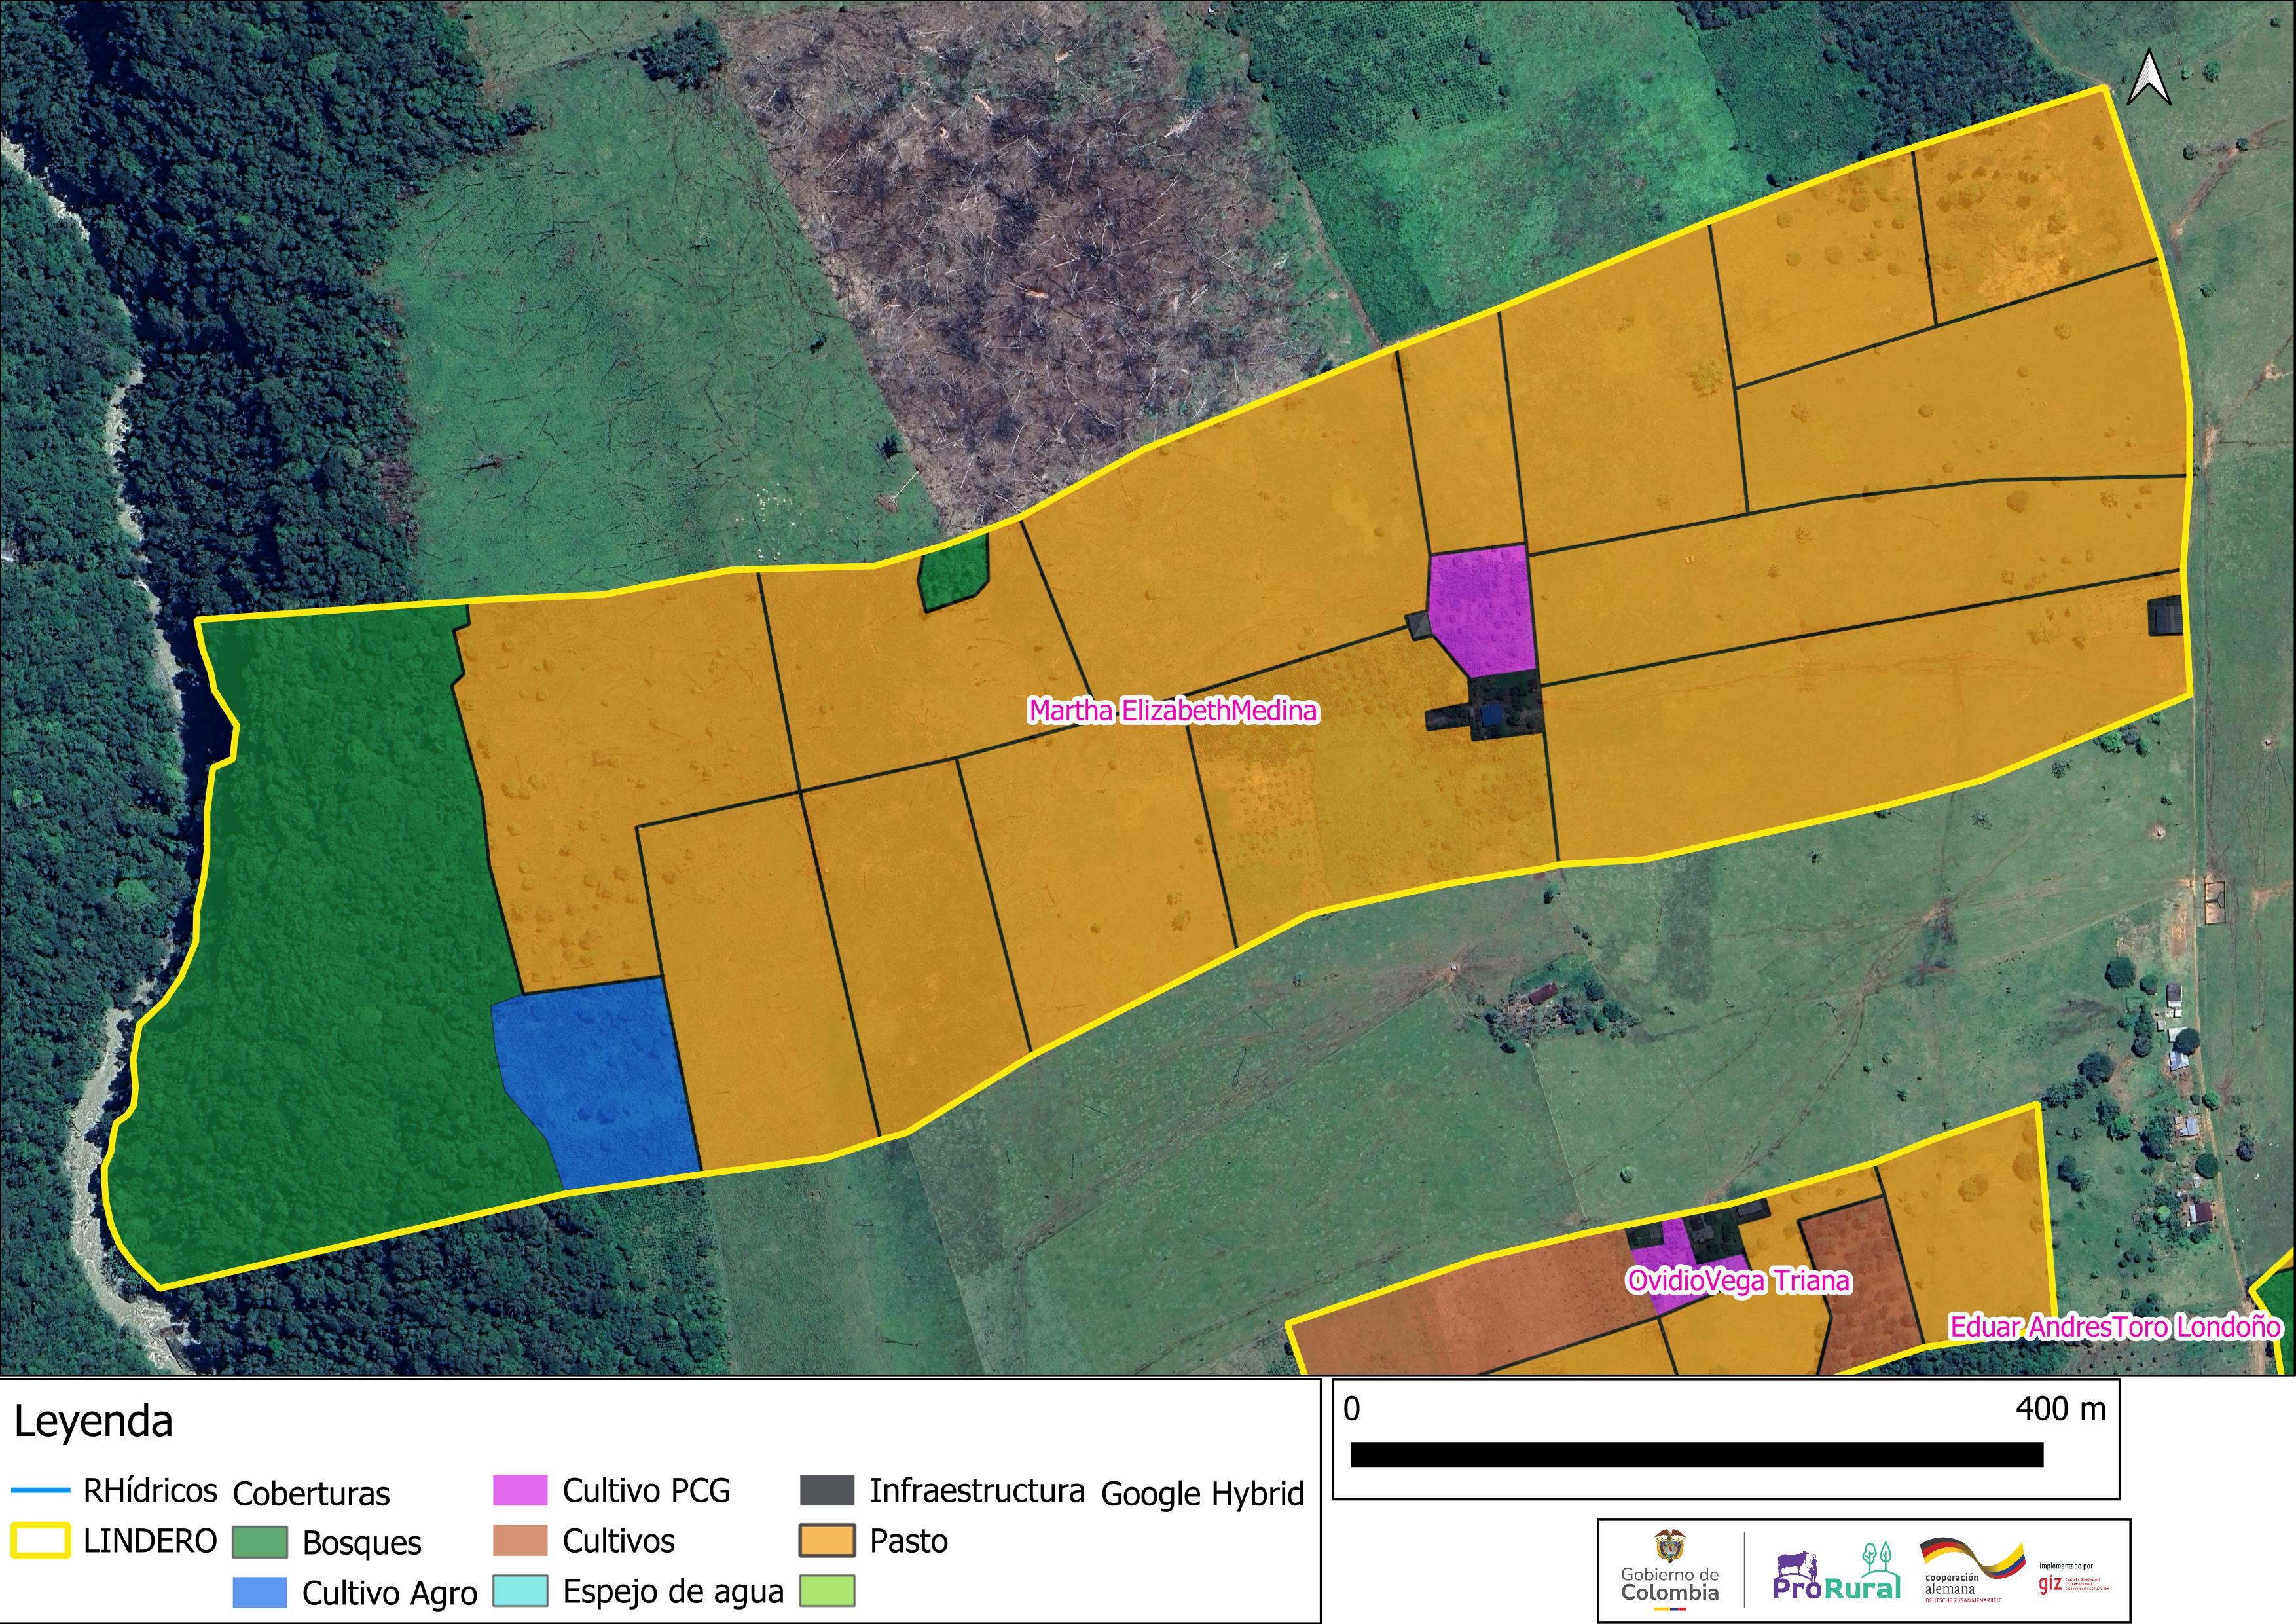 Martha ElizabethMedina
OvidioVega Triana
Eduar AndresToro Londoño
Leyenda
RHídricos
LINDERO
Coberturas
Bosques
Cultivo Agro
Cultivo PCG
Cultivos
Espejo de agua
Infraestructura
Pasto
Google Hybrid
0 400 m
Gobierno de
Colombia
ProRural
cooperación
alemana
DEUTSCHE ZUSAMMENARBEIT
Implementado por
giz